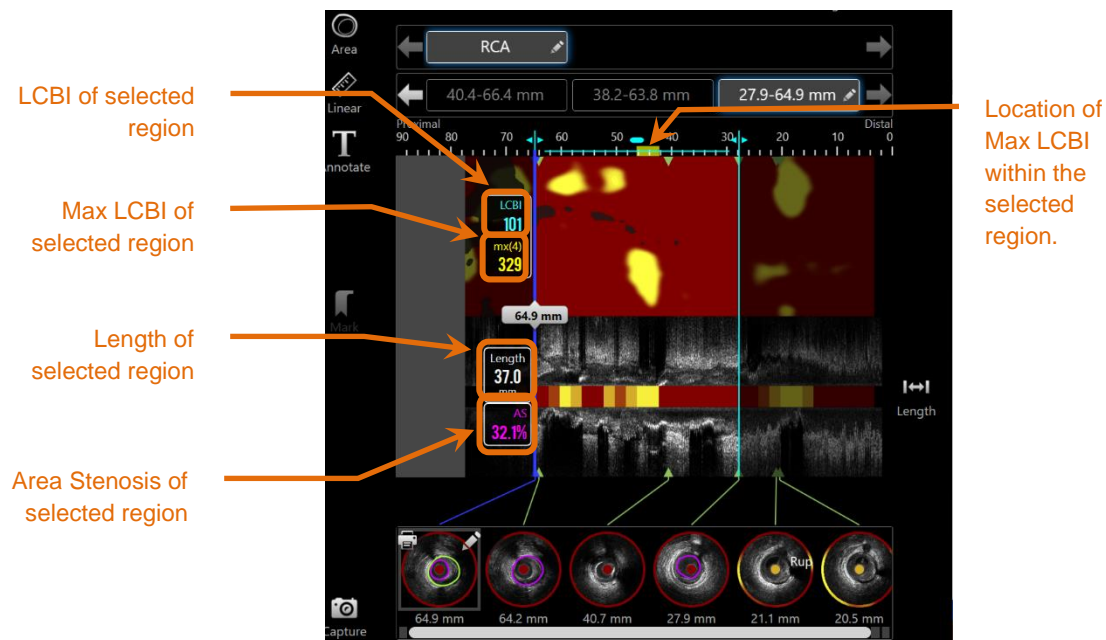 Area
RCA
Linear
40.4-66.4 mm
38.2-63.8 mm
27.9-64.9 mm
Proximal
Distal
90 80 70 60 50 40 30 20 10 0
Annotate
LCBI of selected
region
Location of
Max LCBI
within the
selected
region.
LCBI
101
Max LCBI of
selected region
mx(4)
329
Mark
64.9 mm
Length of
selected region
Length
37.0
mm
Length
AS
32.1%
Area Stenosis of
selected region
Rup
64.9 mm
64.2 mm
40.7 mm
27.9 mm
21.1 mm
20.5 mm
Capture